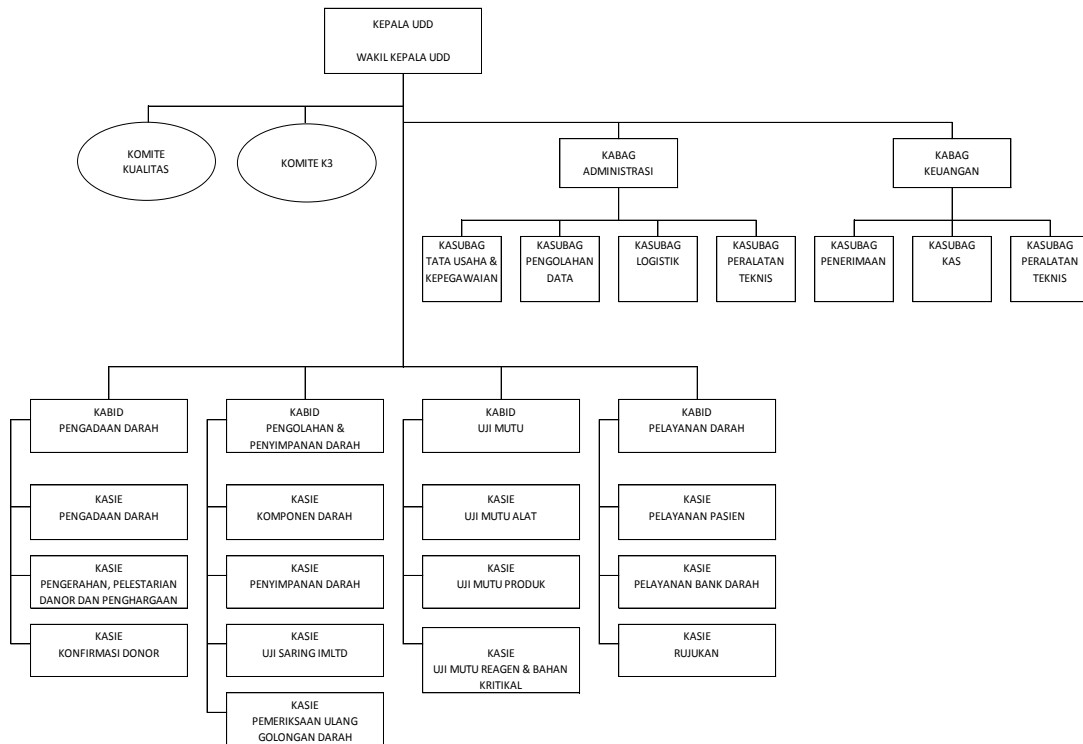 KEPALA UDD
WAKIL KEPALA UDD
KOMITE
KUALITAS
KOMITE K3
KABAG
ADMINISTRASI
KABAG
KEUANGAN
KASUBAG
TATA USAHA &
KEPEGAWAIAN
KASUBAG
PENGOLAHAN
DATA
KASUBAG
LOGISTIK
KASUBAG
PERALATAN
TEKNIS
KASUBAG
PENERIMAAN
KASUBAG
KAS
KASUBAG
PERALATAN
TEKNIS
KABID
PENGADAAN DARAH
KASIE
PENGADAAN DARAH
KASIE
PENGERAHAN, PELESTARIAN
DANOR DAN PENGHARGAAN
KASIE
KONFIRMASI DONOR
KABID
PENGOLAHAN &
PENYIMPANAN DARAH
KASIE
KOMPONEN DARAH
KASIE
PENYIMPANAN DARAH
KASIE
UJI SARING IMLTD
KASIE
PEMERIKSAAN ULANG
GOLONGAN DARAH
KABID
UJI MUTU
KASIE
UJI MUTU ALAT
KASIE
UJI MUTU PRODUK
KASIE
UJI MUTU REAGEN & BAHAN
KRITIKAL
KABID
PELAYANAN DARAH
KASIE
PELAYANAN PASIEN
KASIE
PELAYANAN BANK DARAH
KASIE
RUJUKAN